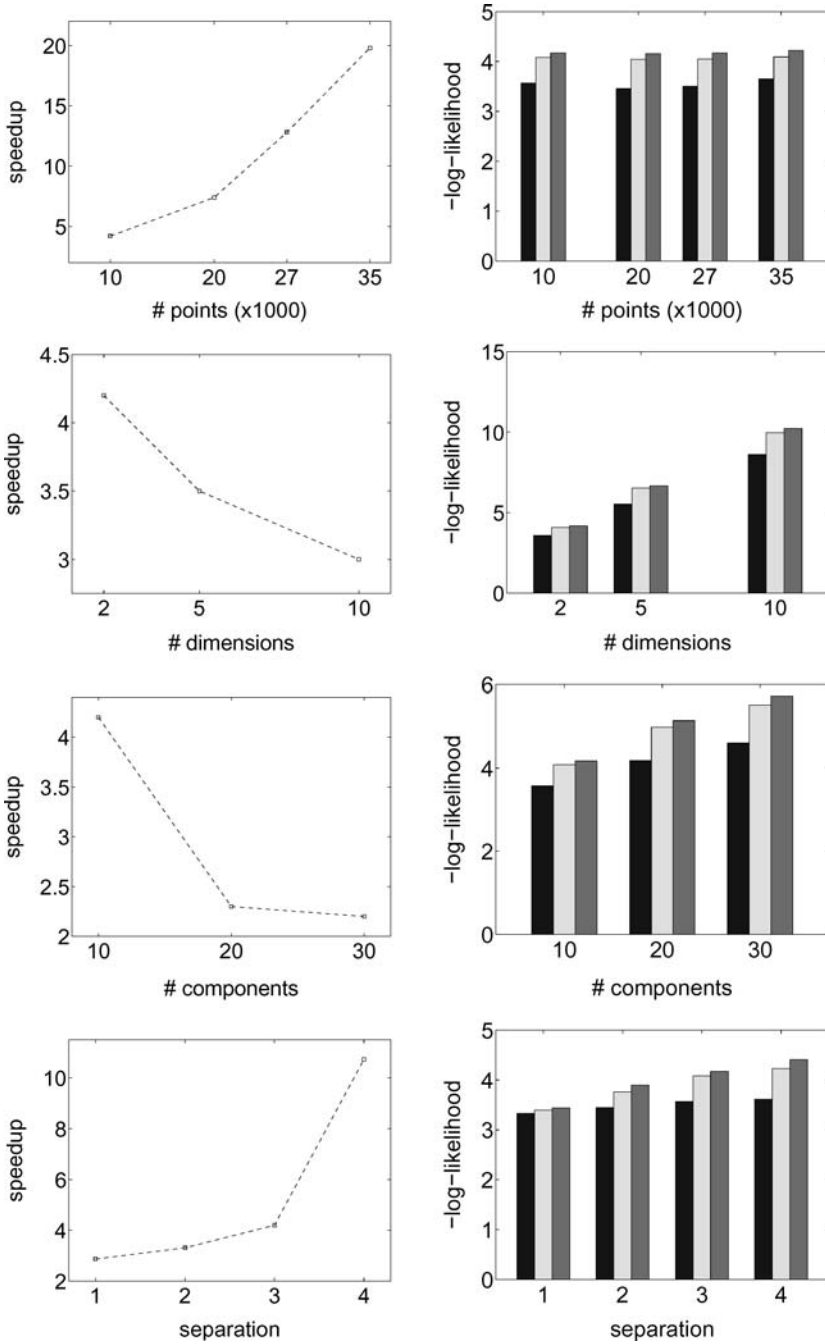 20
15
10
5
speedup
10 20 27 35
# points (x1000)
5
4
3
2
1
0
−log−likelihood
10 20 27 35
# points (x1000)
4.5
4
3.5
3
speedup
2 5 10
# dimensions
15
10
5
0
−log−likelihood
2 5 10
# dimensions
4
3.5
3
2.5
2
speedup
10 20 30
# components
6
4
2
0
−log−likelihood
10 20 30
# components
10
8
6
4
2
speedup
1 2 3 4
separation
5
4
3
2
1
0
−log−likelihood
1 2 3 4
separation